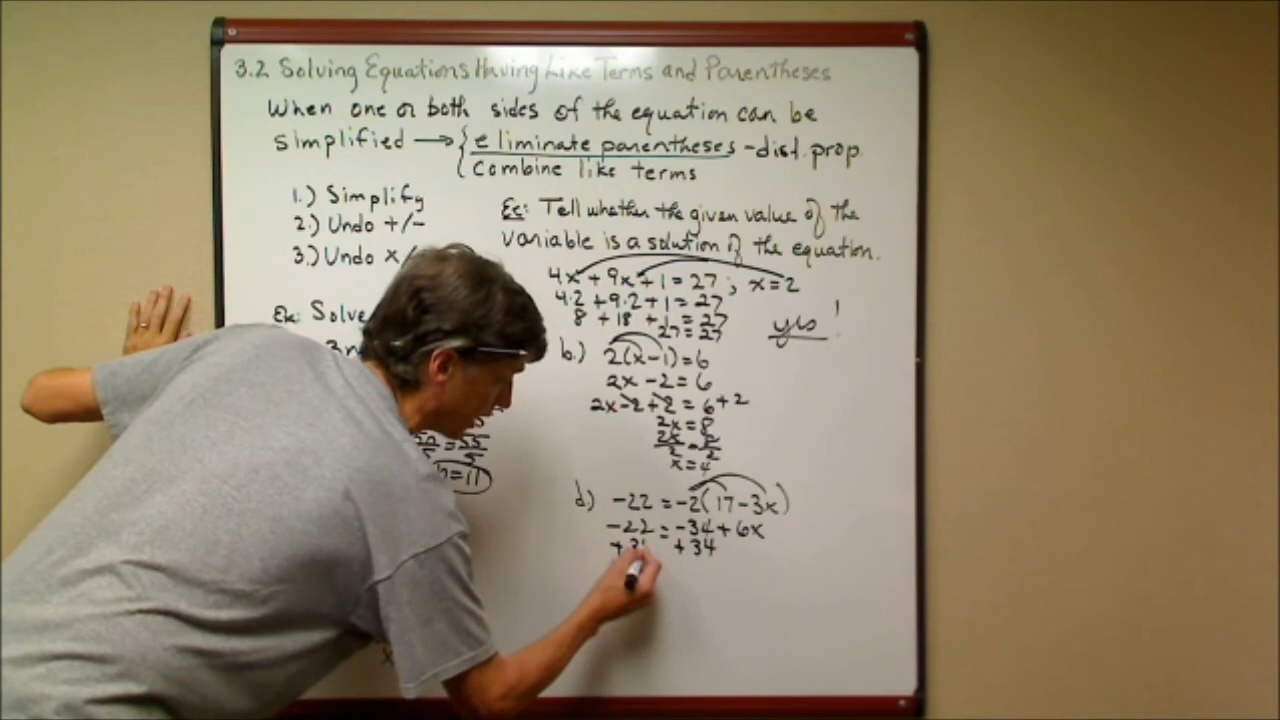 3.2 Solving Equations Having Like Terms and Parentheses
When one or both sides of the equation can be
simplified → { eliminate parentheses - dist. prop.
combine like terms
1.) Simplify
2.) Undo +/-
3.) Undo x/
Ex: Tell whether the given value of the
variable is a solution of the equation.
4x + 9x + 1 = 27 ; x = 2
4·2 + 9·2 + 1 = 27
8 + 18 + 1 = 27
27 = 27
yes!
Ex: Solve
b.) 2(x - 1) = 6
2x - 2 = 6
2x - 2 + 2 = 6 + 2
2x = 8
2x/2 = 8/2
x = 4
= 55/5
= 11
d.) -22 = -2(17 - 3x)
-22 = -34 + 6x
+3 +34